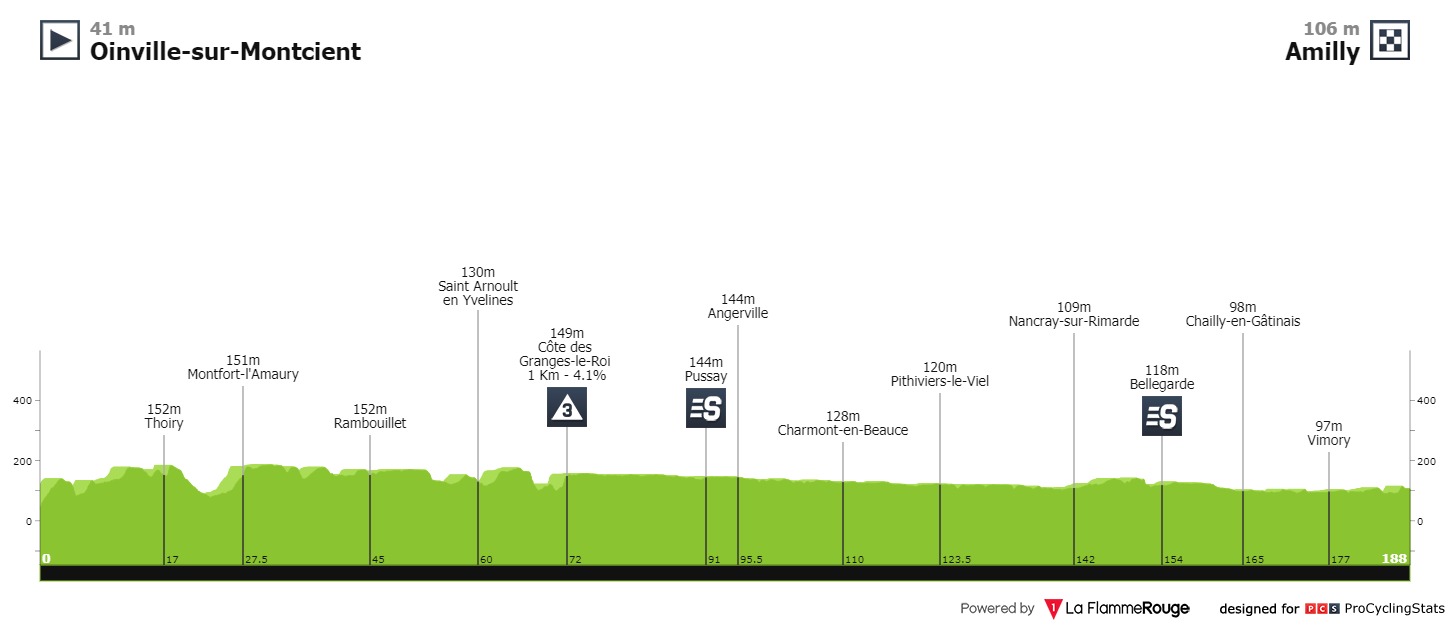 41 m
Oinville-sur-Montcient
106 m
Amilly
130m
Saint Arnoult
en Yvelines
144m
Angerville
109m
Nancray-sur-Rimarde
98m
Chailly-en-Gâtinais
149m
Côte des
Granges-le-Roi
1 Km - 4.1%
3
151m
Montfort-l'Amaury
144m
Pussay
S
120m
Pithiviers-le-Viel
118m
Bellegarde
S
152m
Thoiry
152m
Rambouillet
128m
Charmont-en-Beauce
97m
Vimory
400
200
0
400
200
0
0
17
27.5
45
60
72
91
95.5
110
123.5
142
154
165
177
188
Powered by 1 La FlammeRouge designed for PCS ProCyclingStats